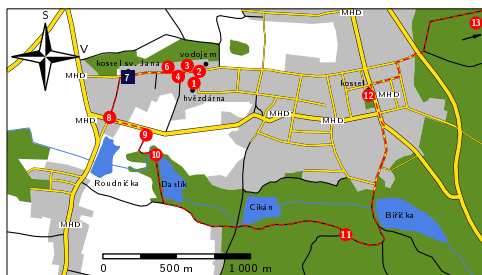 S
V
MHD
13
vodojem
kostel sv. Jana
6
3
2
MHD
7
4
1
kostel
hvězdárna
12
MHD
8
MHD
MHD
MHD
9
10
Roudnička
Datlík
Cikán
Biřička
MHD
11
0
500 m
1 000 m